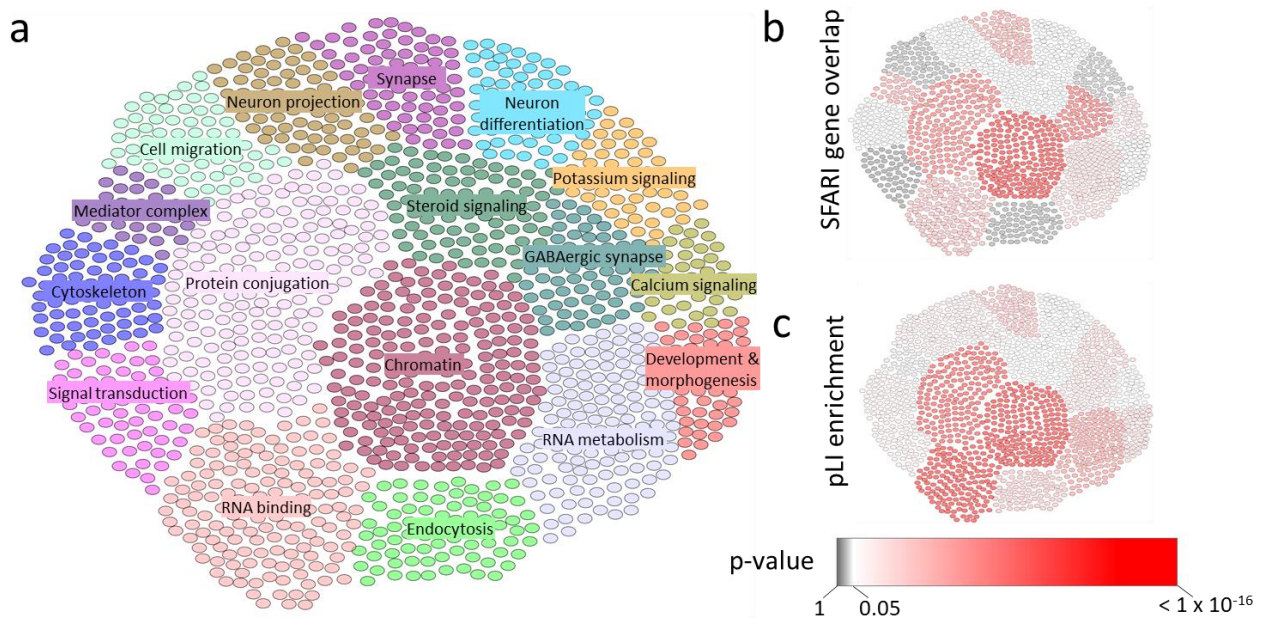 a
Synapse
Neuron projection
Neuron
differentiation
Cell migration
Potassium signaling
Mediator complex
Steroid signaling
GABAergic synapse
Cytoskeleton
Protein conjugation
Calcium signaling
Chromatin
Development &
morphogenesis
Signal transduction
RNA metabolism
RNA binding
Endocytosis
b
SFARI gene overlap
c
pLI enrichment
p-value
1
0.05
< 1 x 10-16